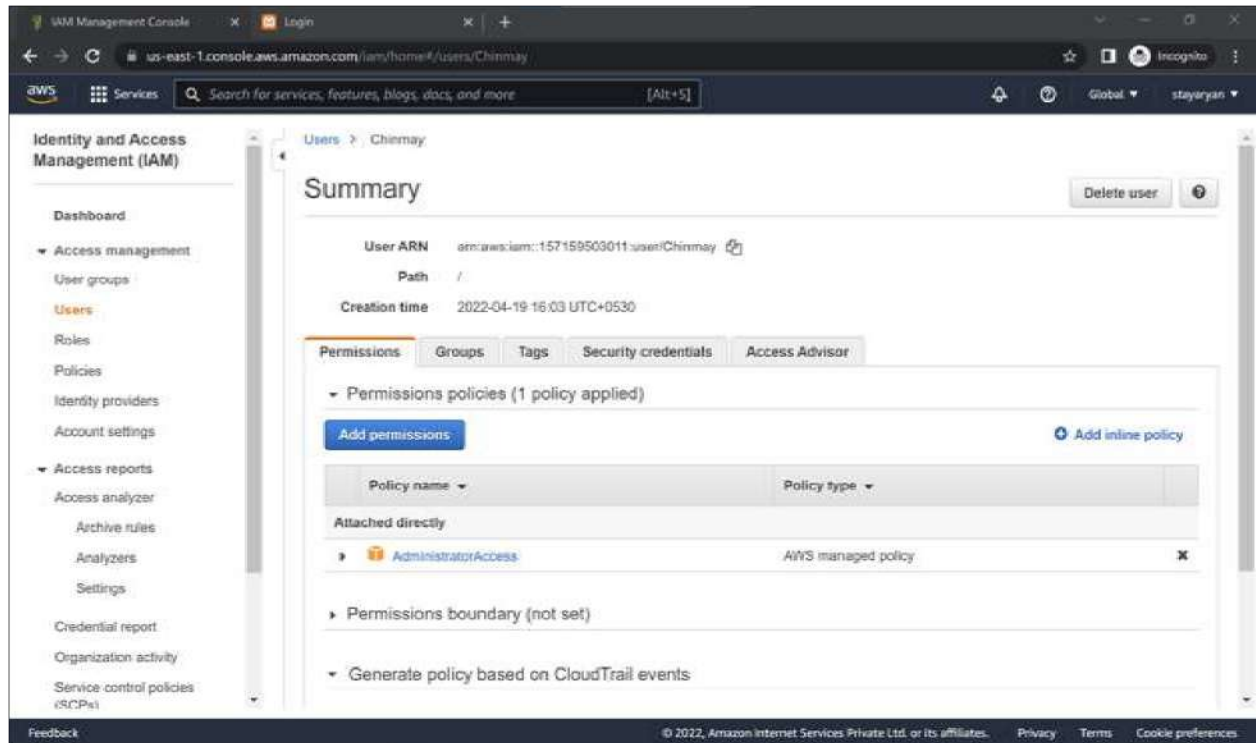 IAM Management Console
Login
us-east-1.console.aws.amazon.com/iam/home#/users/Chinmay
Incognito
aws
Services
Search for services, features, blogs, docs, and more
[Alt+S]
Global
stayaryan
Identity and Access
Management (IAM)
Dashboard
Access management
User groups
Users
Roles
Policies
Identity providers
Account settings
Access reports
Access analyzer
Archive rules
Analyzers
Settings
Credential report
Organization activity
Service control policies
(SCPs)
Users > Chinmay
Summary
Delete user
User ARN arn:aws:iam::157159503011:user/Chinmay
Path /
Creation time 2022-04-19 16:03 UTC+0530
Permissions Groups Tags Security credentials Access Advisor
Permissions policies (1 policy applied)
Add permissions
Add inline policy
Policy name Policy type
Attached directly
AdministratorAccess AWS managed policy
Permissions boundary (not set)
Generate policy based on CloudTrail events
Feedback
© 2022, Amazon Internet Services Private Ltd. or its affiliates. Privacy Terms Cookie preferences